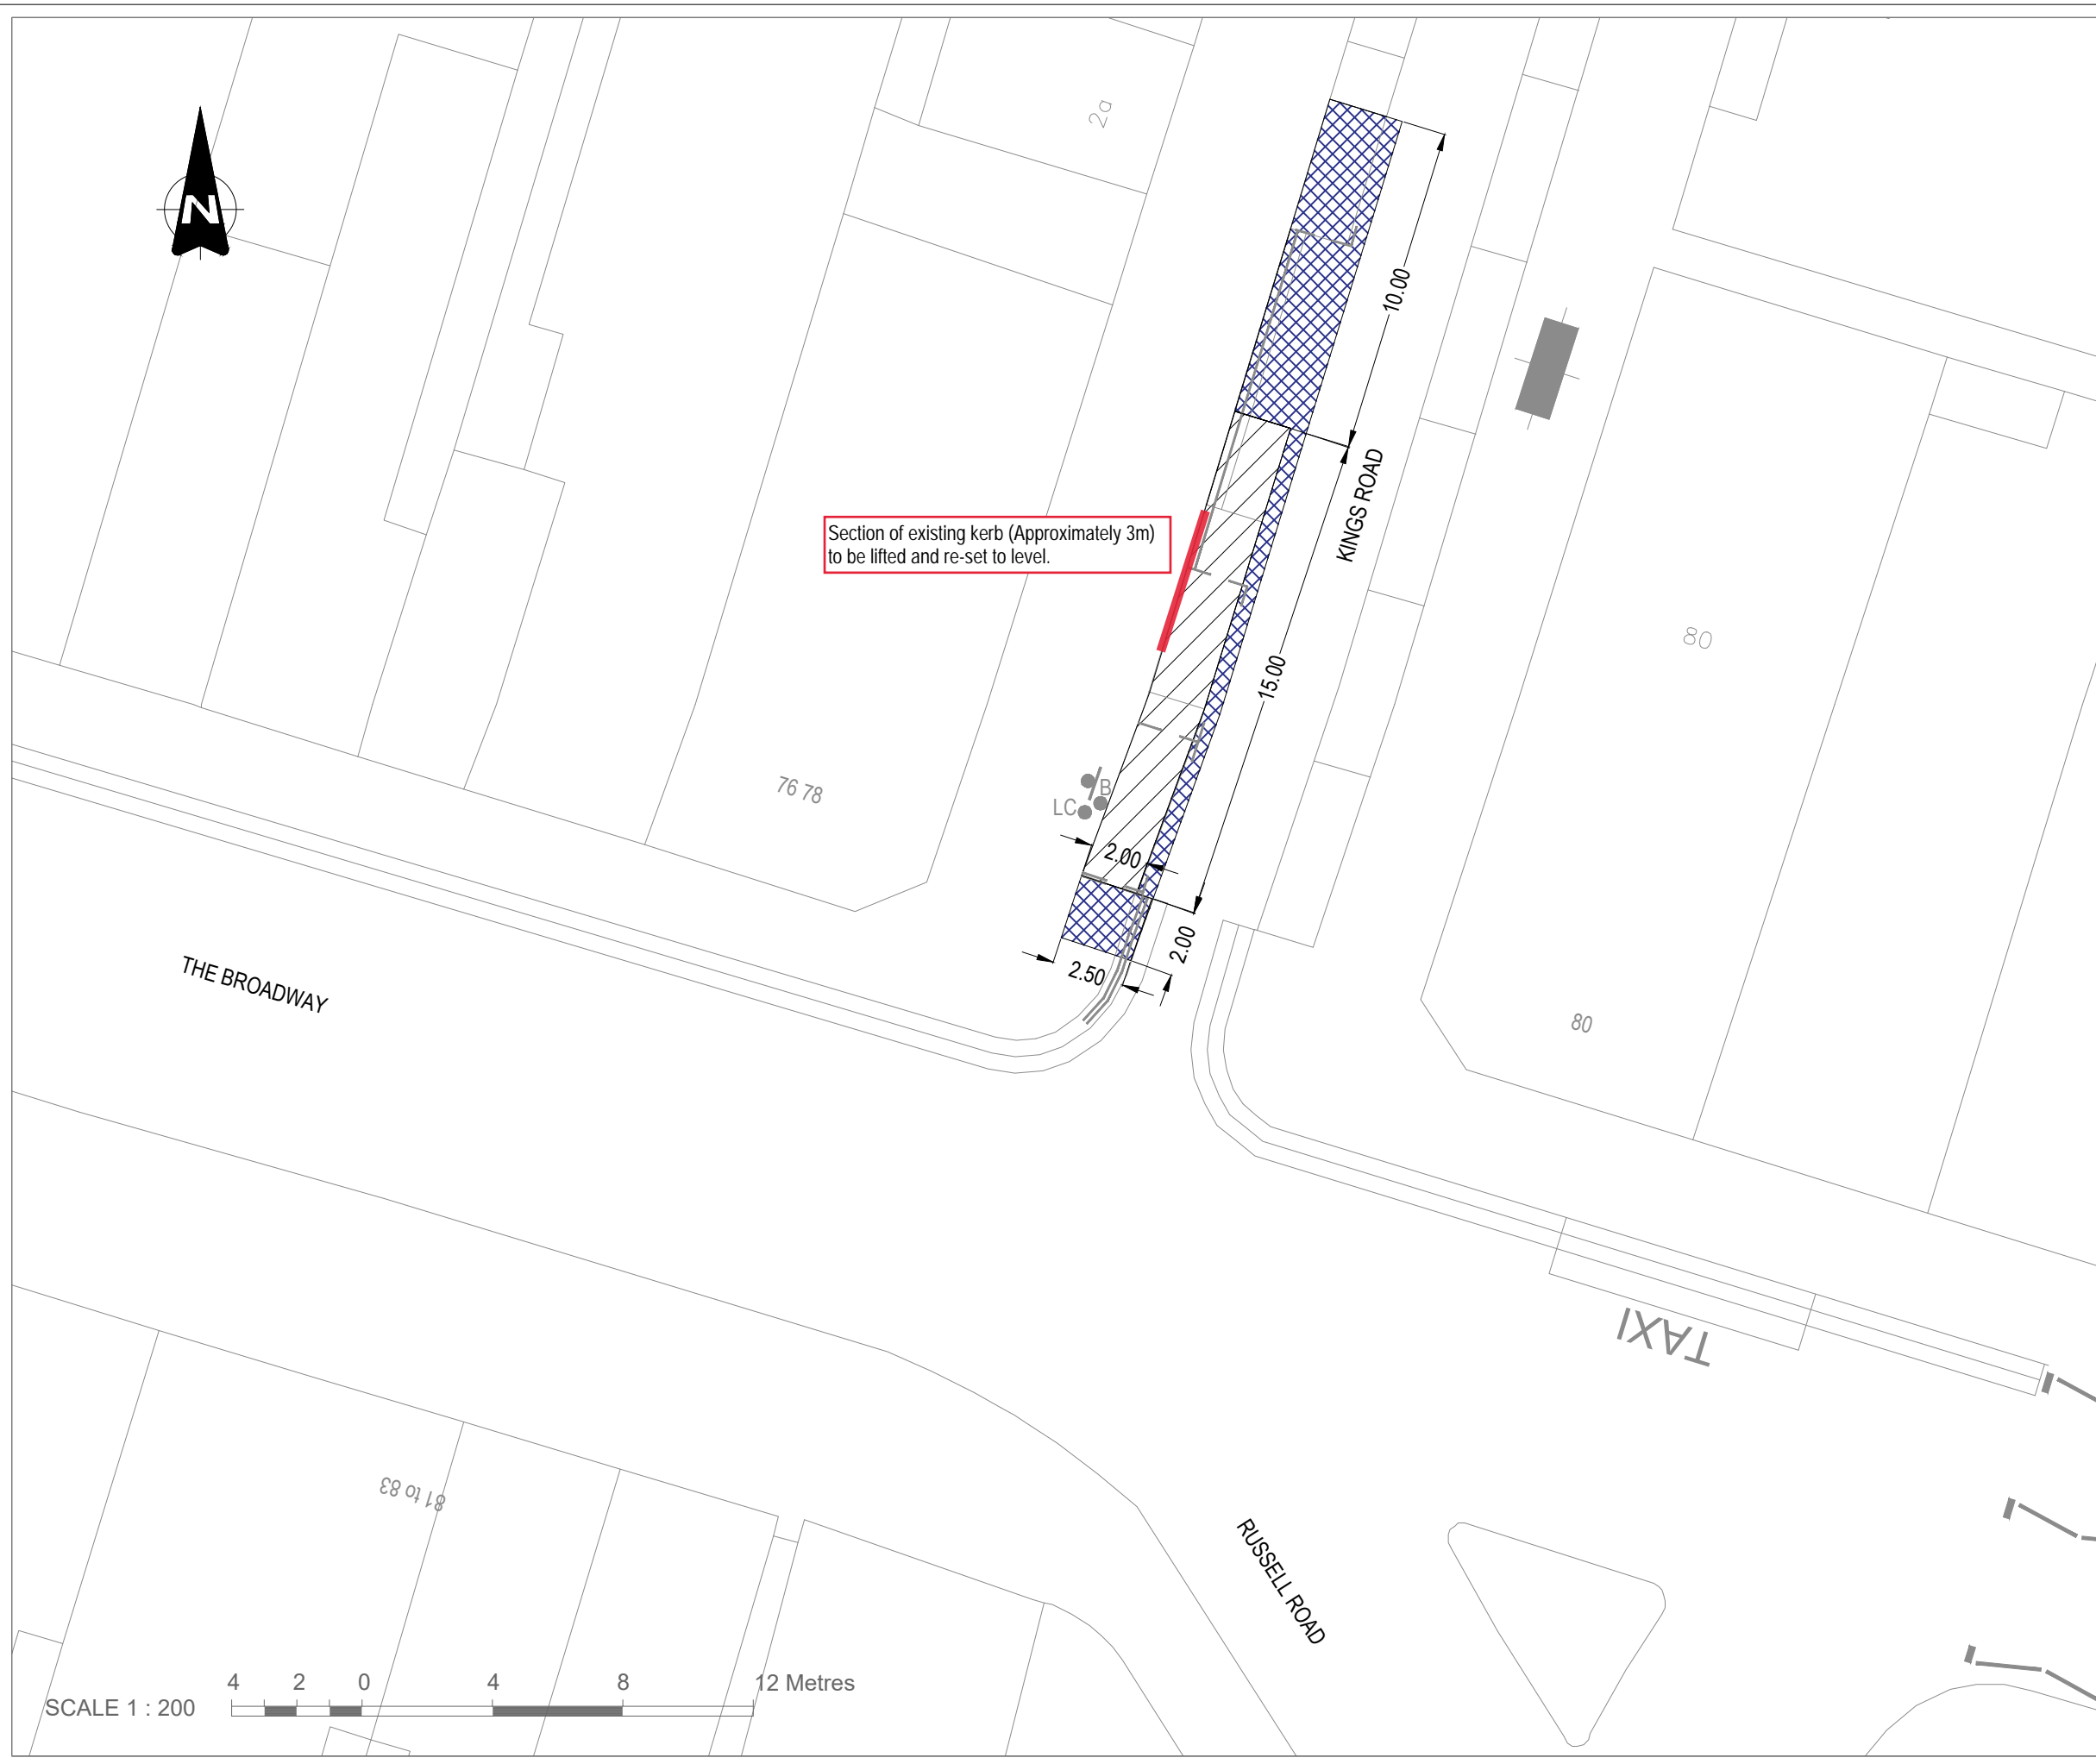 2a
N
10.00
KINGS ROAD
Section of existing kerb (Approximately 3m)
to be lifted and re-set to level.
80
15.00
76 78
B
LC
2.00
2.00
2.50
THE BROADWAY
80
TAXI
81 to 83
RUSSELL ROAD
4 2 0 4 8 12 Metres
SCALE 1 : 200